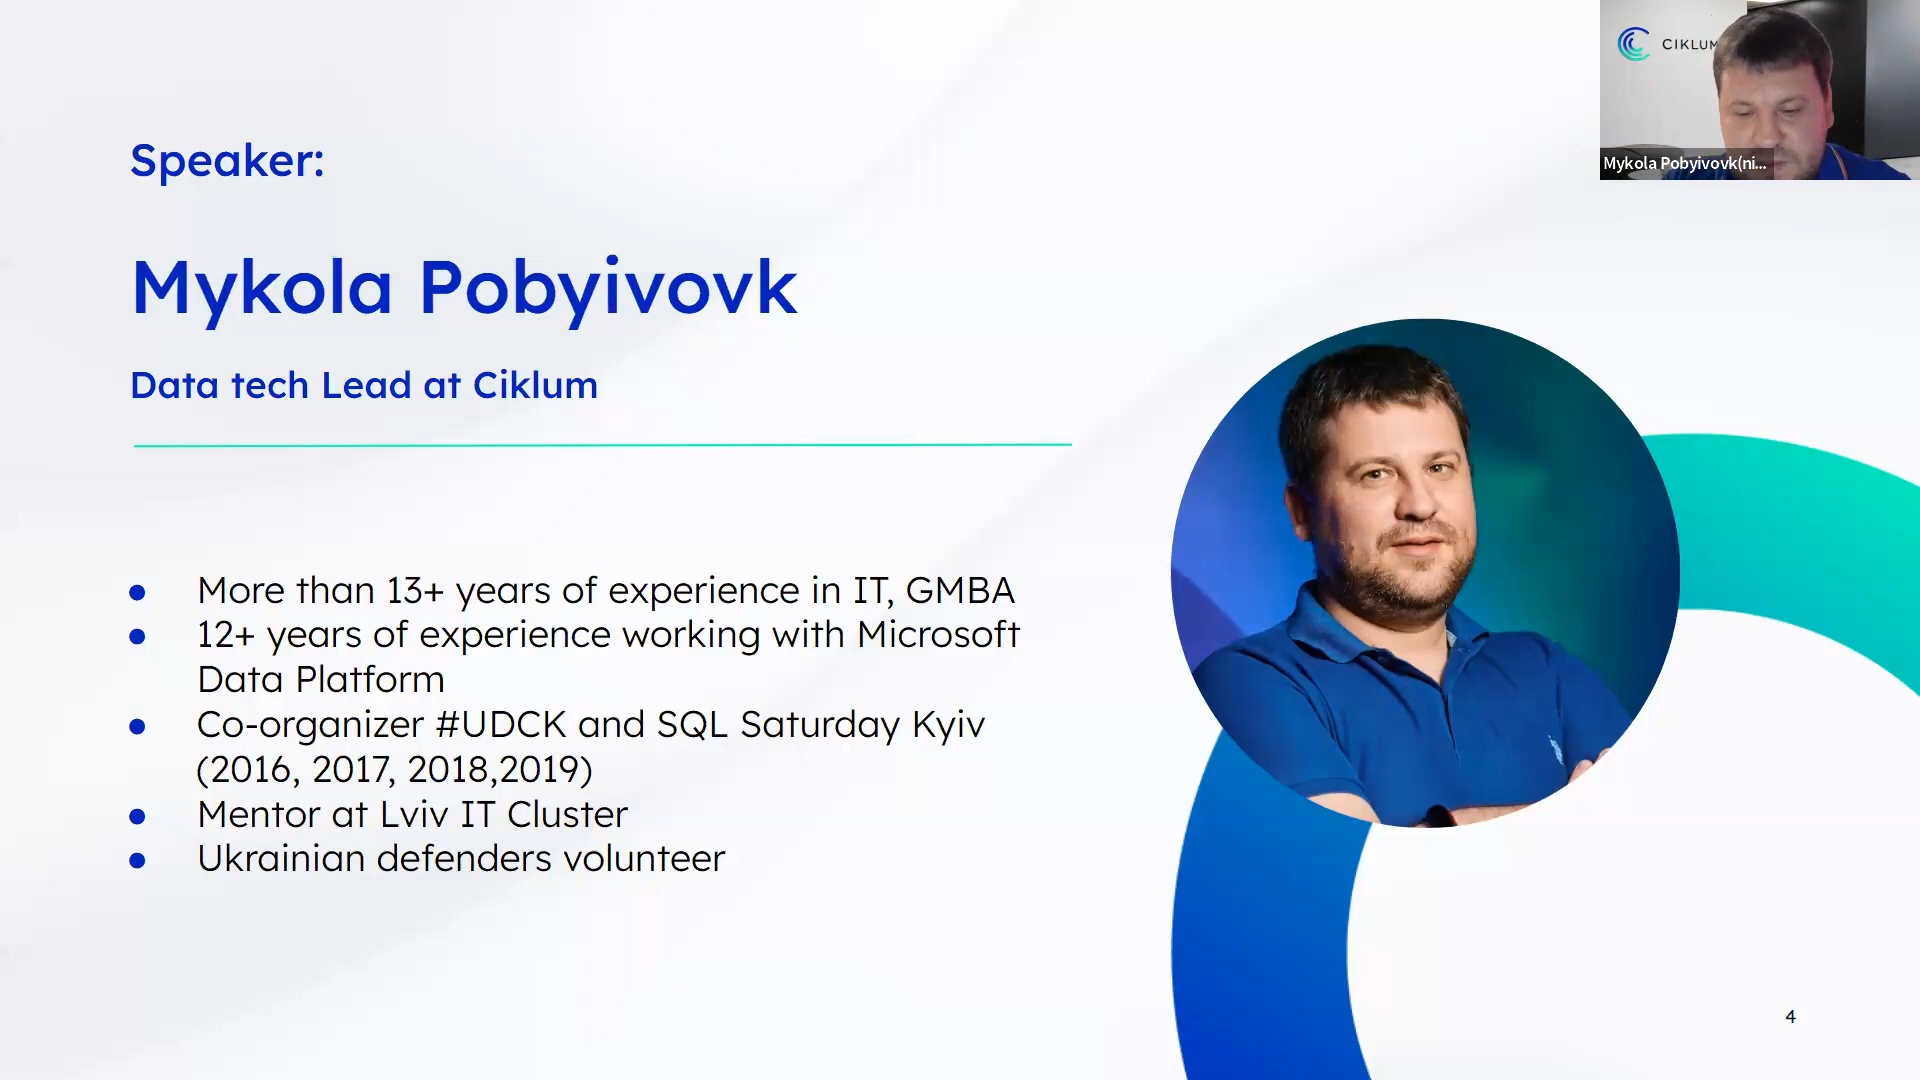 CIKLUM
Mykola Pobyivovk(ni...
Speaker:
Mykola Pobyivovk
Data tech Lead at Ciklum
● More than 13+ years of experience in IT, GMBA
● 12+ years of experience working with Microsoft
Data Platform
● Co-organizer #UDCK and SQL Saturday Kyiv
(2016, 2017, 2018,2019)
● Mentor at Lviv IT Cluster
● Ukrainian defenders volunteer
4